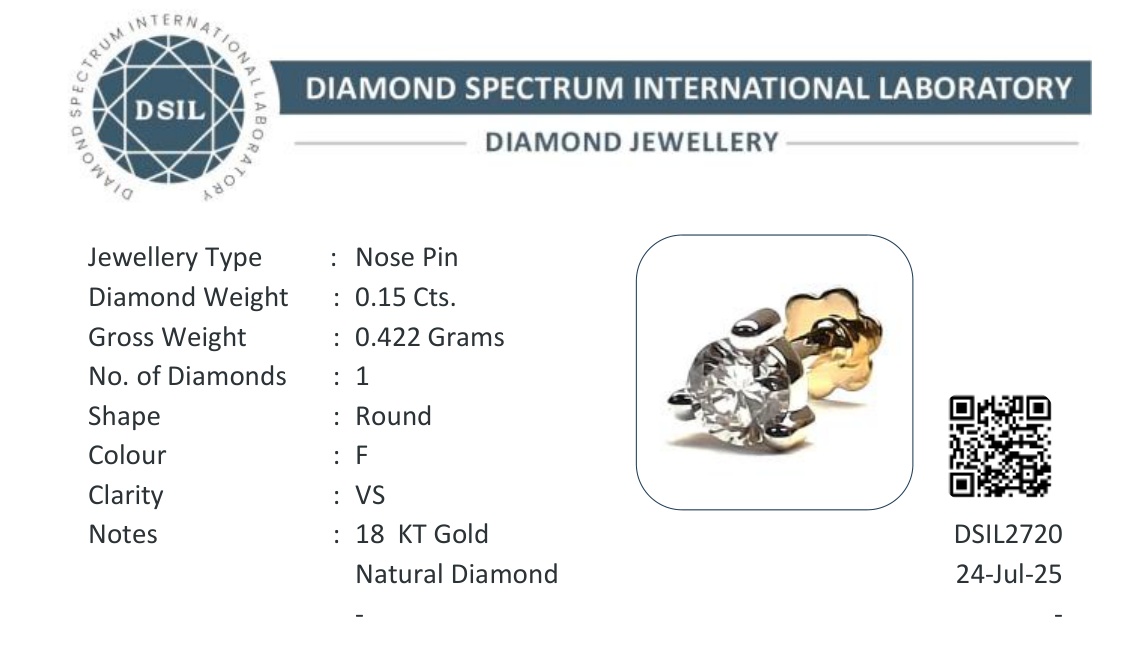 DIAMOND SPECTRUM INTERNATIONAL LABORATORY
DSIL
DIAMOND SPECTRUM INTERNATIONAL LABORATORY
DIAMOND JEWELLERY
Jewellery Type : Nose Pin
Diamond Weight : 0.15 Cts.
Gross Weight : 0.422 Grams
No. of Diamonds : 1
Shape : Round
Colour : F
Clarity : VS
Notes : 18 KT Gold
Natural Diamond
-
DSIL2720
24-Jul-25
-